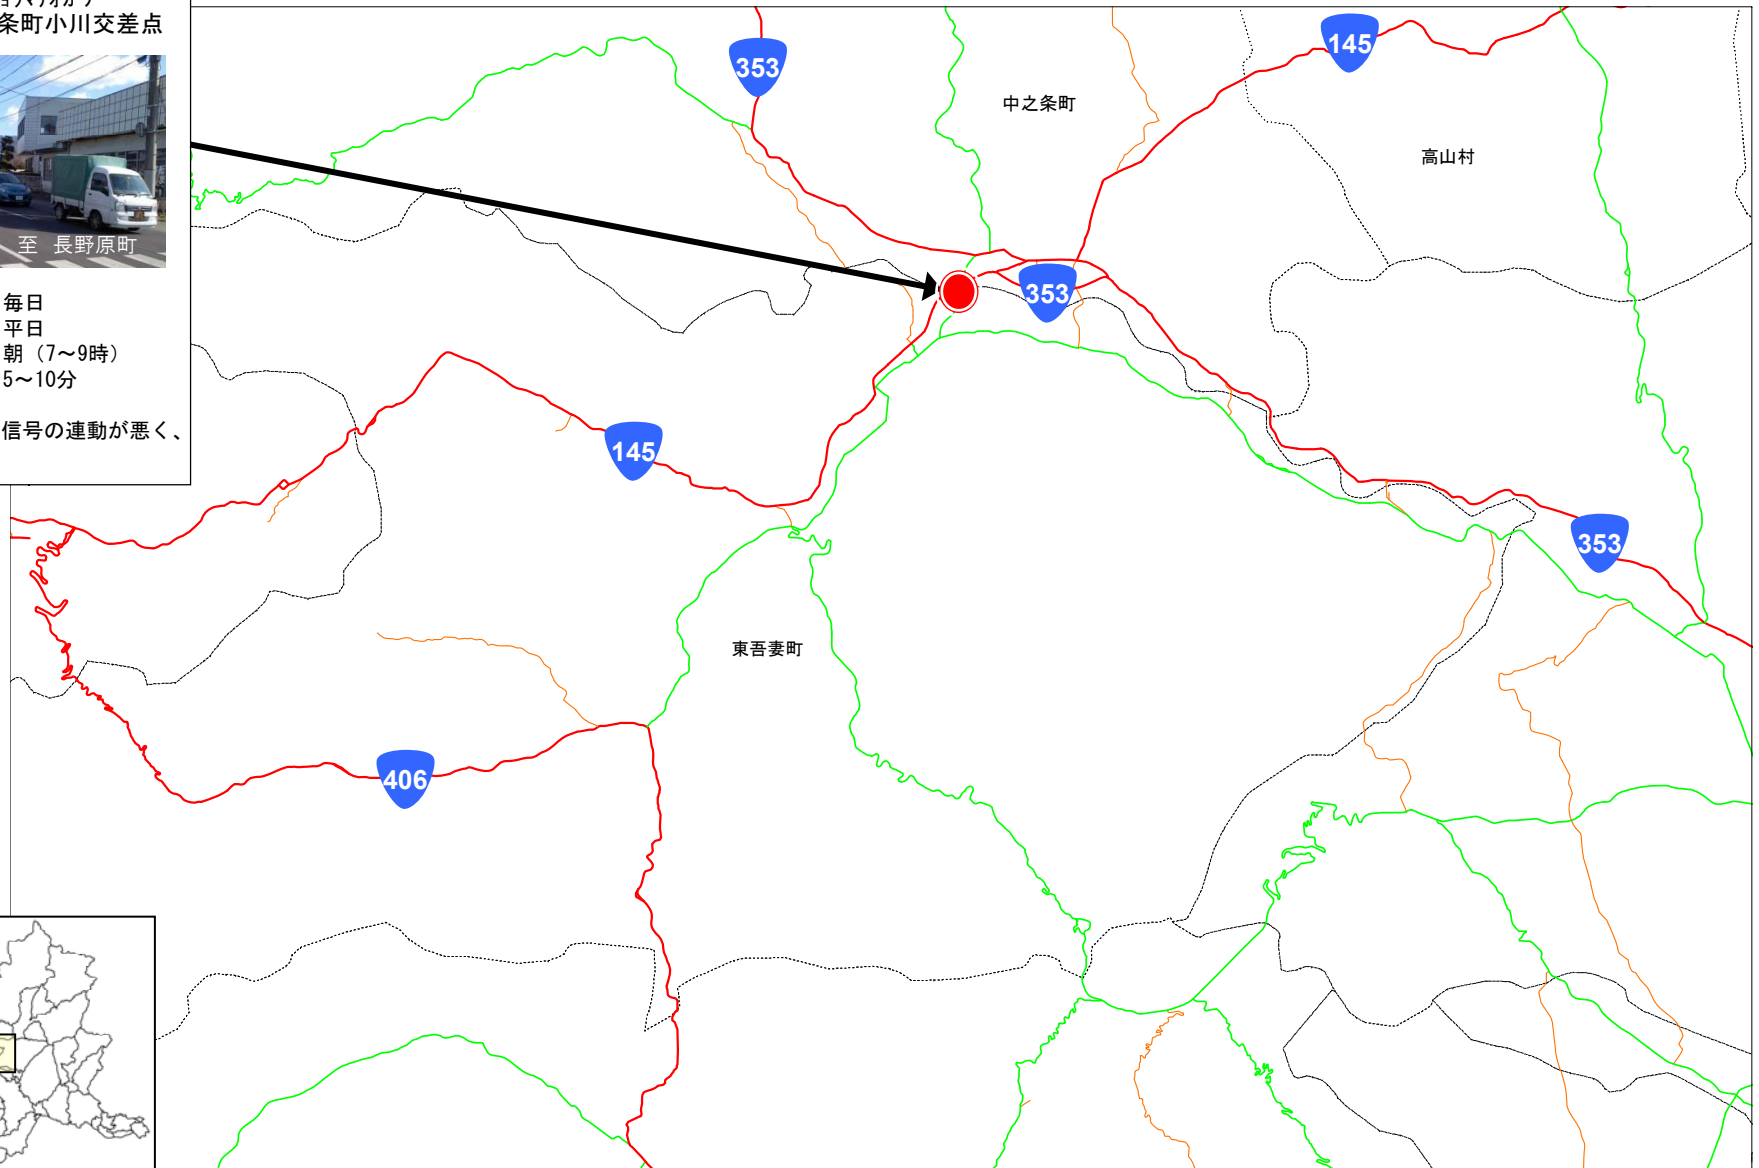 条町小川交差点
至 長野原町
毎日
平日
朝（7～9時）
5～10分
信号の連動が悪く、
353
145
中之条町
高山村
353
145
353
東吾妻町
406